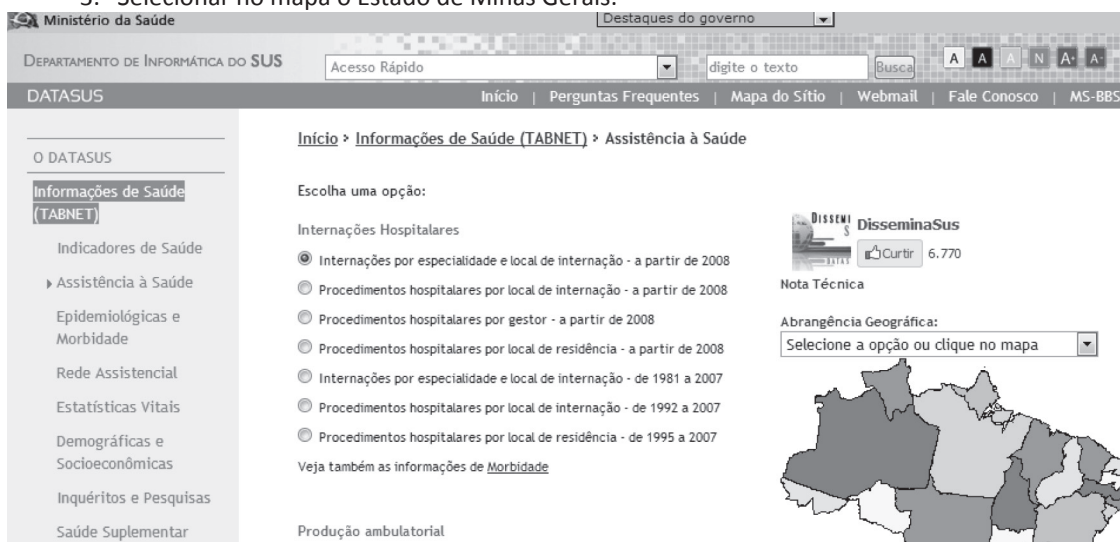 3. Selecionar no mapa o Estado de Minas Gerais.
Ministério da Saúde
Destaques do governo
DEPARTAMENTO DE INFORMÁTICA DO SUS
Acesso Rápido
digite o texto
Busca
A A A N A+ A-
DATASUS
Início | Perguntas Frequentes | Mapa do Sítio | Webmail | Fale Conosco | MS-BBS
O DATASUS
Informações de Saúde
(TABNET)
Indicadores de Saúde
Assistência à Saúde
Epidemiológicas e
Morbidade
Rede Assistencial
Estatísticas Vitais
Demográficas e
Socioeconômicas
Inquéritos e Pesquisas
Saúde Suplementar
Início > Informações de Saúde (TABNET) > Assistência à Saúde
Escolha uma opção:
Internações Hospitalares
Internações por especialidade e local de internação - a partir de 2008
Procedimentos hospitalares por local de internação - a partir de 2008
Procedimentos hospitalares por gestor - a partir de 2008
Procedimentos hospitalares por local de residência - a partir de 2008
Internações por especialidade e local de internação - de 1981 a 2007
Procedimentos hospitalares por local de internação - de 1992 a 2007
Procedimentos hospitalares por local de residência - de 1995 a 2007
Veja também as informações de Morbidade
Produção ambulatorial
DISSEMI
S
DATAS
DisseminaSus
Curtir 6.770
Nota Técnica
Abrangência Geográfica:
Selecione a opção ou clique no mapa